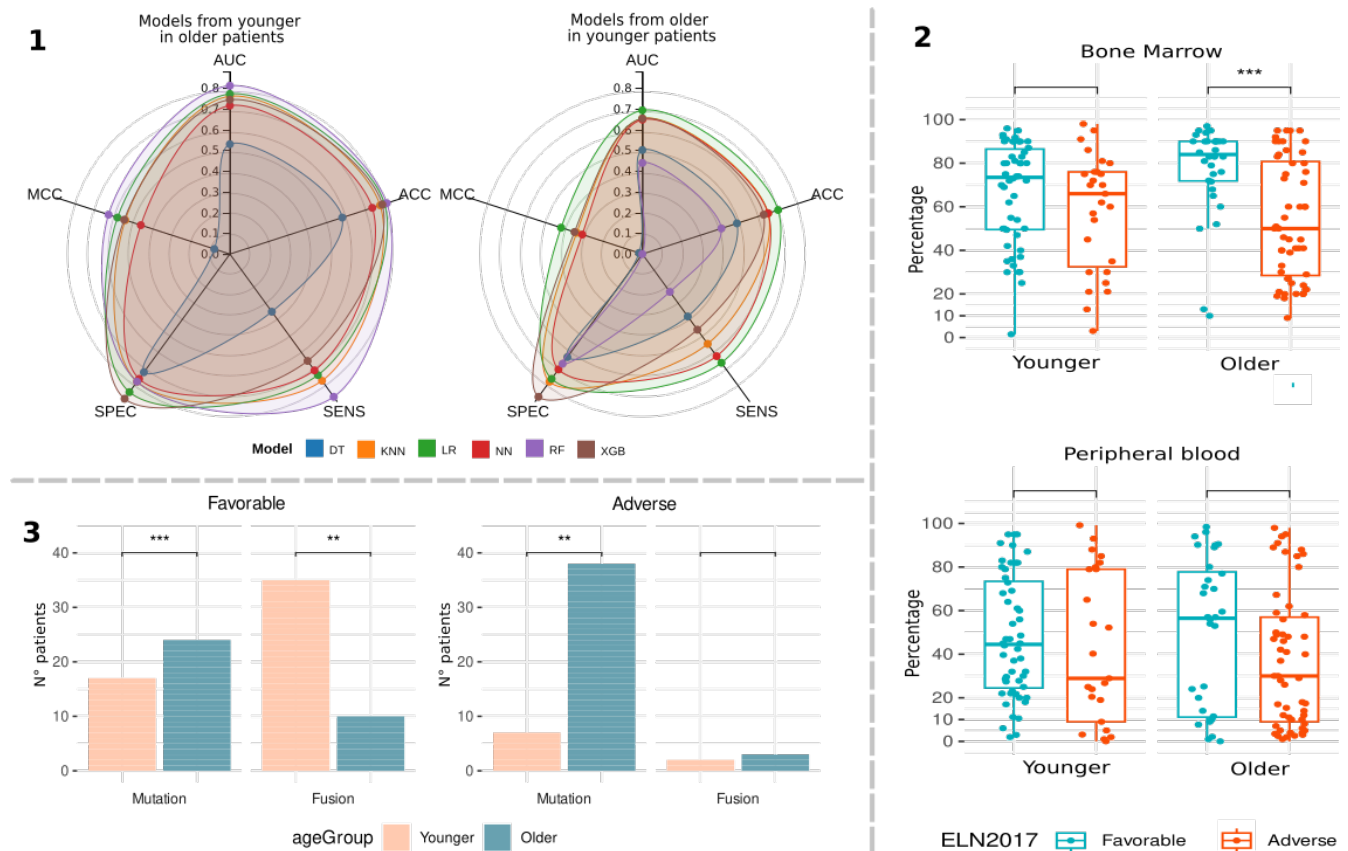 1
Models from younger
in older patients
AUC
0.8
0.7
0.6
0.5
0.4
0.3
0.2
0.1
0.0
MCC
ACC
SPEC
SENS
Models from older
in younger patients
AUC
0.8
0.7
0.6
0.5
0.4
0.3
0.2
0.1
0.0
MCC
ACC
SPEC
SENS
Model DT KNN LR NN RF XGB
2
Bone Marrow
***
Percentage
100
80
60
40
20
10
0
Younger Older
Peripheral blood
Percentage
100
80
60
40
20
10
0
Younger Older
ELN2017 Favorable Adverse
3
Favorable
*** **
N° patients
40
30
20
10
0
Mutation Fusion
Adverse
**
N° patients
40
30
20
10
0
Mutation Fusion
ageGroup Younger Older